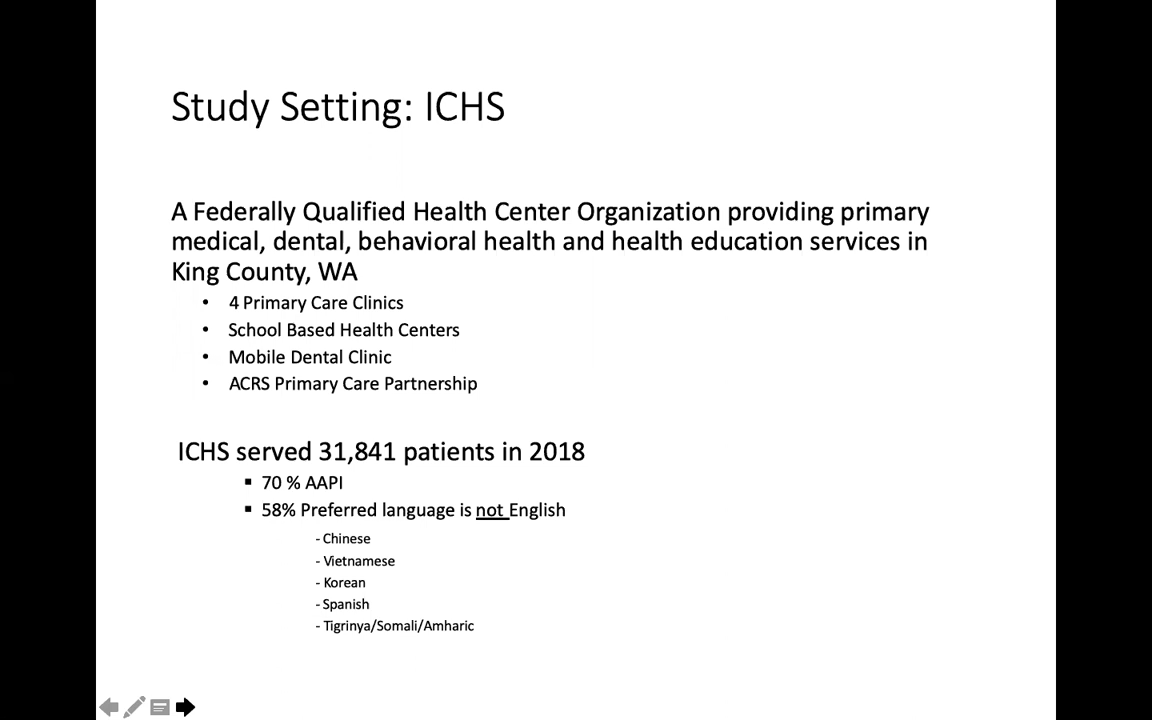 Study Setting: ICHS
A Federally Qualified Health Center Organization providing primary
medical, dental, behavioral health and health education services in
King County, WA
• 4 Primary Care Clinics
• School Based Health Centers
• Mobile Dental Clinic
• ACRS Primary Care Partnership
ICHS served 31,841 patients in 2018
▪ 70 % AAPI
▪ 58% Preferred language is not English
- Chinese
- Vietnamese
- Korean
- Spanish
- Tigrinya/Somali/Amharic